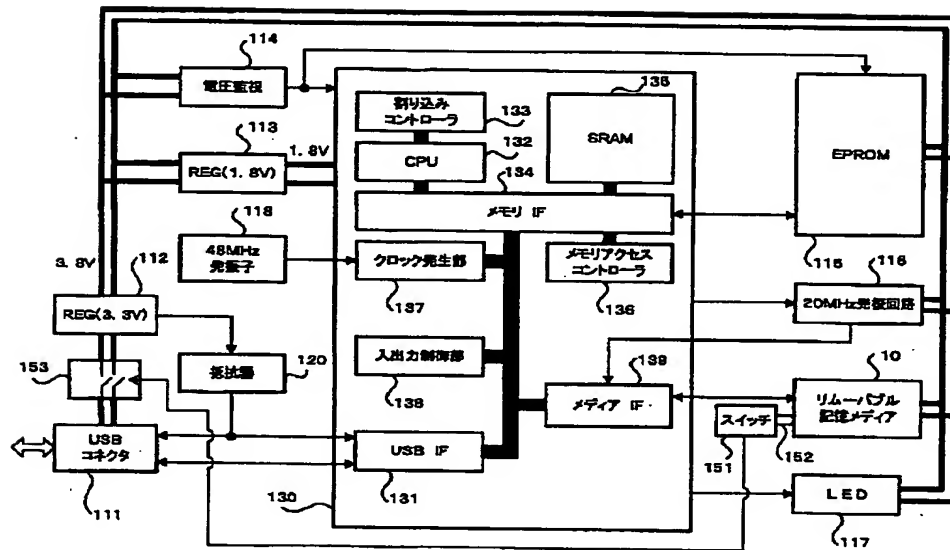 114
電圧監視
113
REG(1.8V)
1.8V
118
48MHz
発振子
3.3V
112
REG(3.3V)
153
120
抵抗器
USB
コネクタ
111
割り込み
コントローラ
133
CPU
132
135
SRAM
134
メモリ IF
クロック発生部
137
メモリアクセス
コントローラ
136
入出力制御部
138
139
メディア IF
USB IF
131
130
EPROM
115
116
20MHz発振回路
10
リムーバブル
記憶メディア
スイッチ
151
152
LED
117